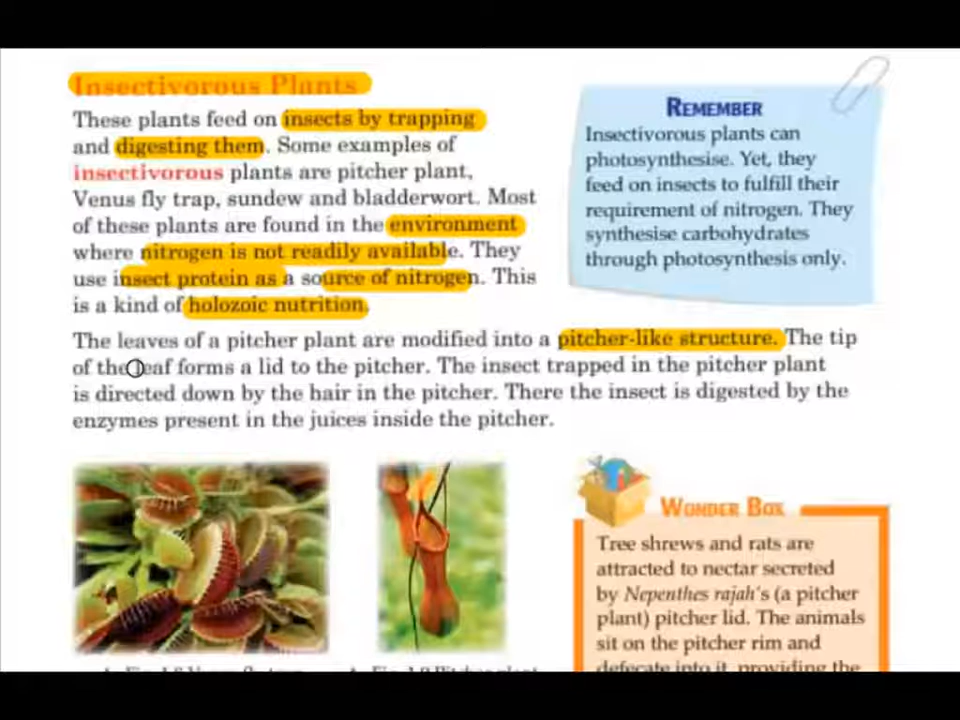 Insectivorous Plants
These plants feed on insects by trapping
and digesting them. Some examples of
insectivorous plants are pitcher plant,
Venus fly trap, sundew and bladderwort. Most
of these plants are found in the environment
where nitrogen is not readily available. They
use insect protein as a source of nitrogen. This
is a kind of holozoic nutrition.
REMEMBER
Insectivorous plants can
photosynthesise. Yet, they
feed on insects to fulfill their
requirement of nitrogen. They
synthesise carbohydrates
through photosynthesis only.
The leaves of a pitcher plant are modified into a pitcher-like structure. The tip
of the leaf forms a lid to the pitcher. The insect trapped in the pitcher plant
is directed down by the hair in the pitcher. There the insect is digested by the
enzymes present in the juices inside the pitcher.
WONDER BOX
Tree shrews and rats are
attracted to nectar secreted
by Nepenthes rajah's (a pitcher
plant) pitcher lid. The animals
sit on the pitcher rim and
defecate into it, providing the